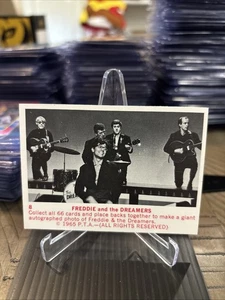 8
FREDDIE and the DREAMERS
Collect all 66 cards and place backs together to make a giant
autographed photo of Freddie & the Dreamers.
© 1965 P.T.A.—(ALL RIGHTS RESERVED).